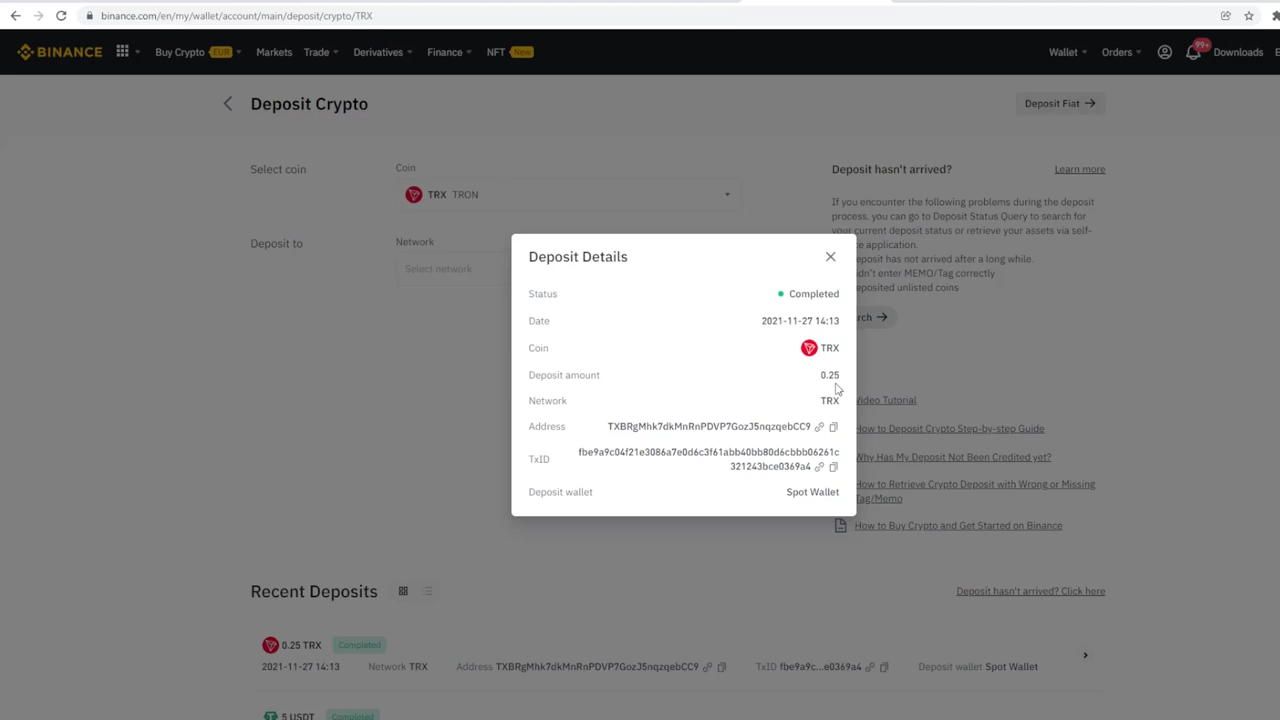 binance.com/en/my/wallet/account/main/deposit/crypto/TRX
BINANCE Buy Crypto EUR Markets Trade Derivatives Finance NFT New Wallet Orders 99+ Downloads
Deposit Crypto
Deposit Fiat
Select coin
Coin
TRX TRON
Deposit to
Network
Select network
Deposit hasn't arrived?
Learn more
If you encounter the following problems during the deposit
process, you can go to Deposit Status Query to search for
your current deposit status or retrieve your assets via self-
application.
deposit has not arrived after a long while.
enter MEMO/Tag correctly
unlisted coins
Deposit Details
Status Completed
Date 2021-11-27 14:13
Coin TRX
Deposit amount 0.25
Network TRX
Address TXBRgMhk7dkMnRnPDVP7GozJ5nqzqebCC9
TxID fbe9a9c04f21e3086a7e0d6c3f61abb40bb80d6cbbb06261c
321243bce0369a4
Deposit wallet Spot Wallet
Video Tutorial
How to Deposit Crypto Step-by-step Guide
Why Has My Deposit Not Been Credited yet?
How to Retrieve Crypto Deposit with Wrong or Missing
Tag/Memo
How to Buy Crypto and Get Started on Binance
Recent Deposits
Deposit hasn't arrived? Click here
0.25 TRX Completed
2021-11-27 14:13 Network TRX Address TXBRgMhk7dkMnRnPDVP7GozJ5nqzqebCC9 TxID fbe9a9c...e0369a4 Deposit wallet Spot Wallet
5 USDT Completed